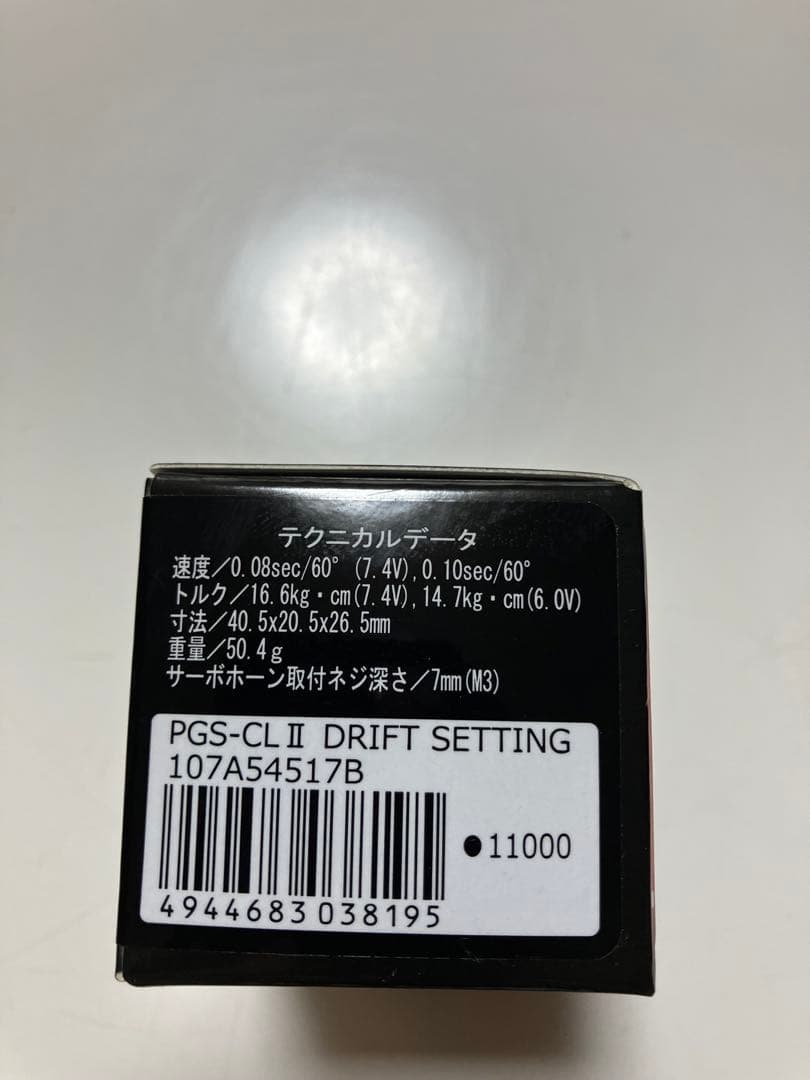 テクニカルデータ
速度／0.08sec/60°(7.4V),0.10sec/60°
トルク／16.6kg・cm(7.4V),14.7kg・cm(6.0V)
寸法／40.5x20.5x26.5mm
重量／50.4g
サーボホーン取付ネジ深さ／7mm(M3)
PGS-CLⅡ DRIFT SETTING
107A54517B
●11000
4944683038195